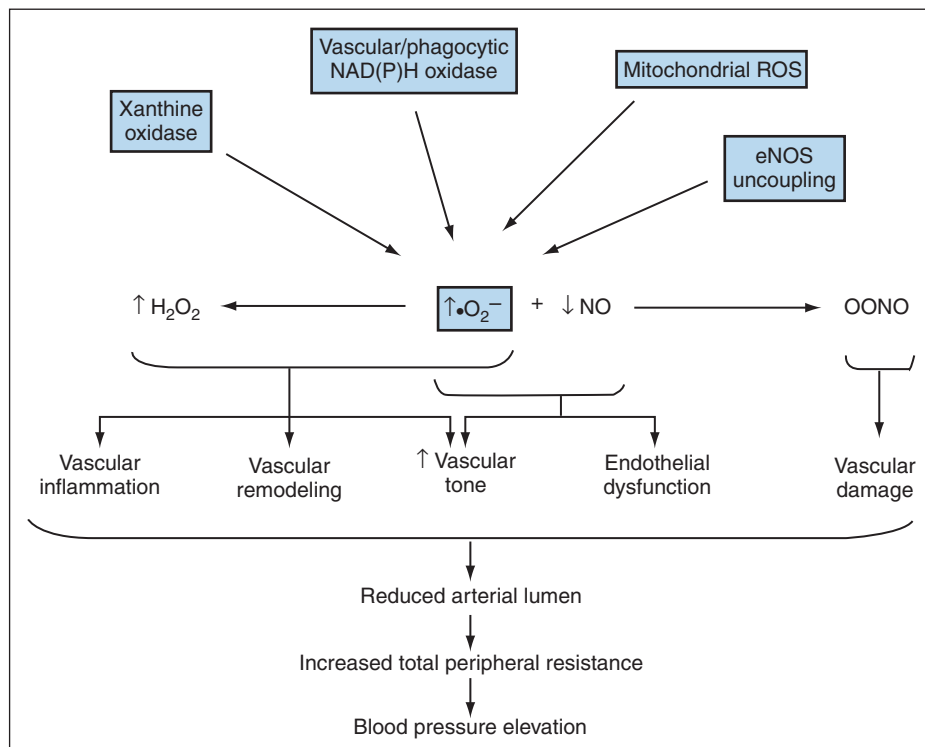 Vascular/phagocytic
NAD(P)H oxidase
Mitochondrial ROS
Xanthine
oxidase
eNOS
uncoupling
↑ H₂O₂
↑•O₂⁻ + ↓ NO
OONO
Vascular
inflammation
Vascular
remodeling
↑ Vascular
tone
Endothelial
dysfunction
Vascular
damage
Reduced arterial lumen
Increased total peripheral resistance
Blood pressure elevation